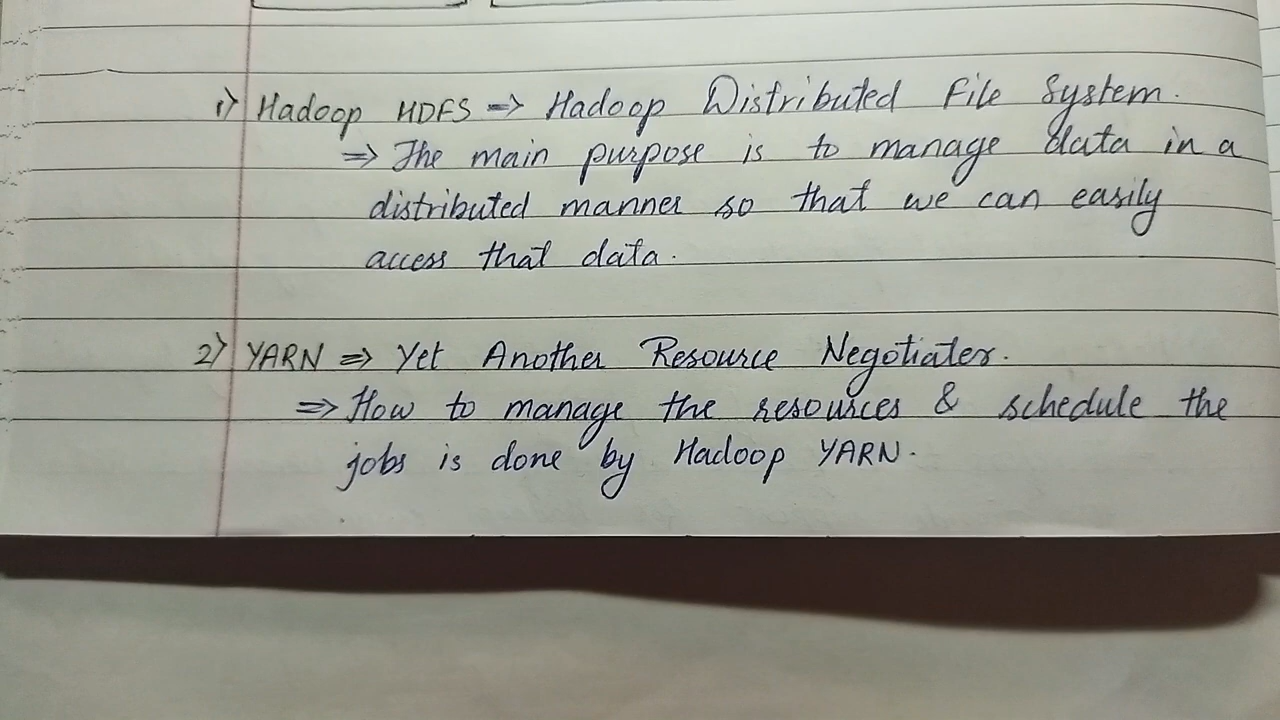 1) Hadoop HDFS => Hadoop Distributed File System.
=> The main purpose is to manage data in a
distributed manner so that we can easily
access that data.
2) YARN => Yet Another Resource Negotiater.
=> How to manage the resources & schedule the
jobs is done by Hadoop YARN.